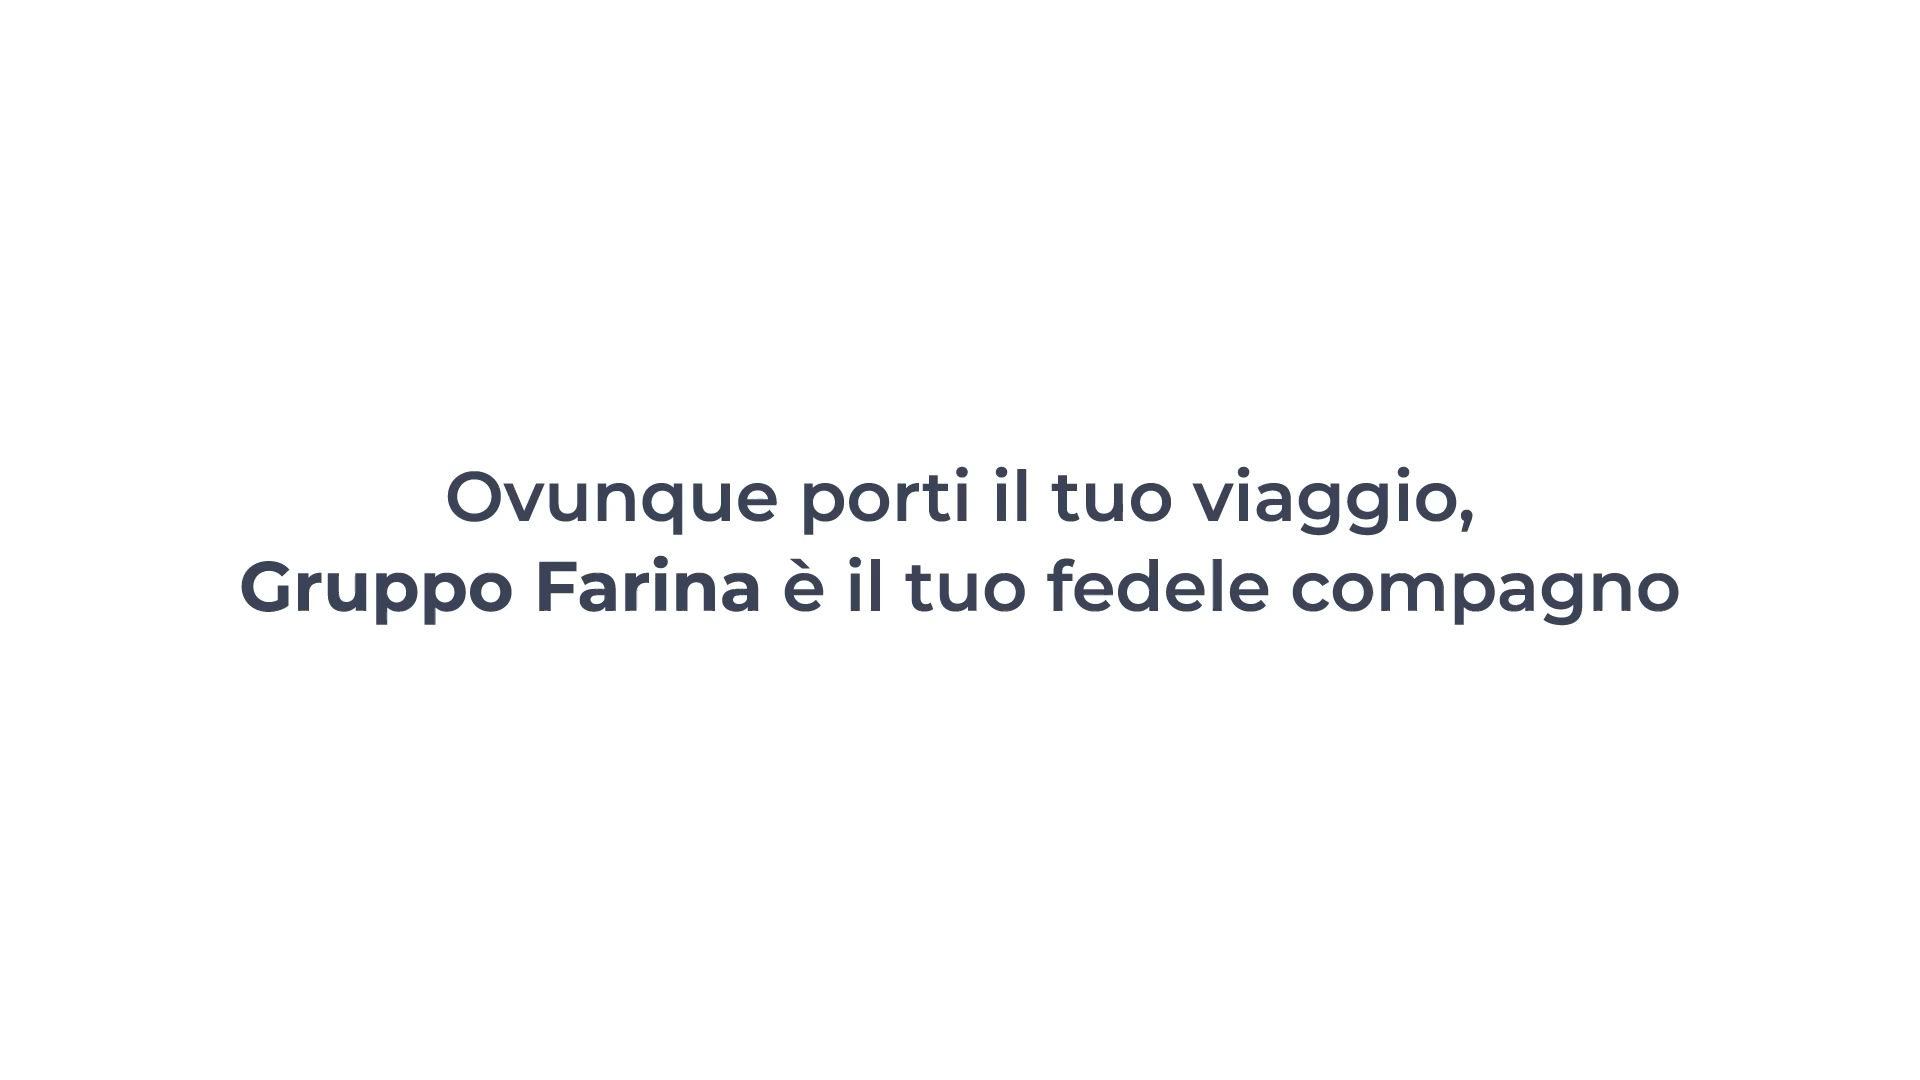 Ovunque porti il tuo viaggio,
Gruppo Farina è il tuo fedele compagno